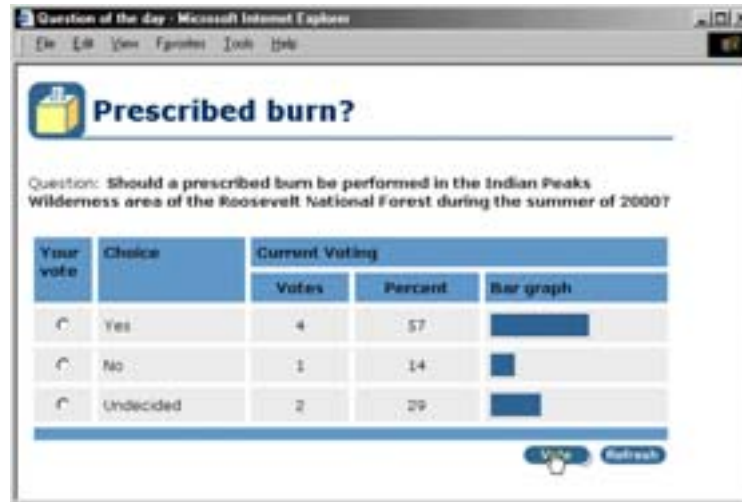 Question of the day - Microsoft Internet Explorer
File Edit View Favorites Tools Help
Prescribed burn?
Question: Should a prescribed burn be performed in the Indian Peaks
Wilderness area of the Roosevelt National Forest during the summer of 2000?
Your vote Choice Current Voting
Votes Percent Bar graph
Yes 4 57
No 1 14
Undecided 2 29
Vote Refresh